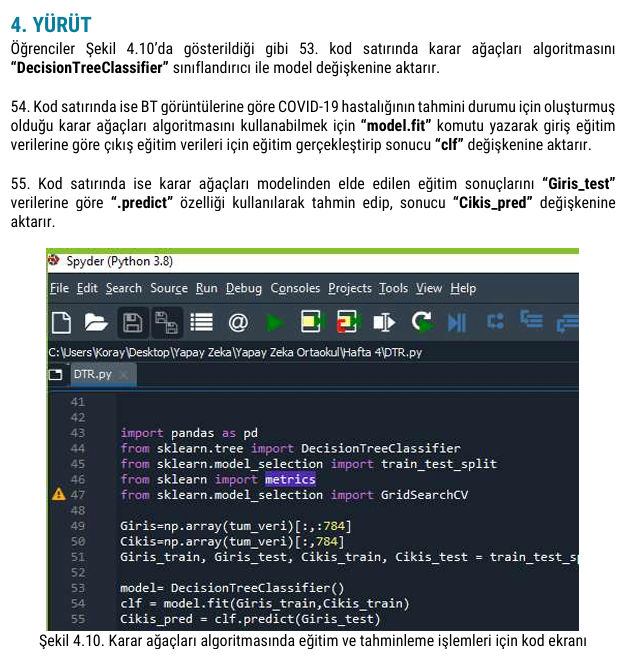 4. YÜRÜT
Öğrenciler Şekil 4.10’da gösterildiği gibi 53. kod satırında karar ağaçları algoritmasını
“DecisionTreeClassifier” sınıflandırıcı ile model değişkenine aktarır.
54. Kod satırında ise BT görüntülerine göre COVID-19 hastalığının tahmini durumu için oluşturmuş
olduğu karar ağaçları algoritmasını kullanabilmek için “model.fit” komutu yazarak giriş eğitim
verilerine göre çıkış eğitim verileri için eğitim gerçekleştirip sonucu “clf” değişkenine aktarır.
55. Kod satırında ise karar ağaçları modelinden elde edilen eğitim sonuçlarını “Giris_test”
verilerine göre “.predict” özelliği kullanılarak tahmin edip, sonucu “Cikis_pred” değişkenine
aktarır.
Spyder (Python 3.8)
File Edit Search Source Run Debug Consoles Projects Tools View Help
C:\Users\Koray\Desktop\Yapay Zeka\Yapay Zeka Ortaokul\Hafta 4\DTR.py
DTR.py
41
42
43 import pandas as pd
44 from sklearn.tree import DecisionTreeClassifier
45 from sklearn.model_selection import train_test_split
46 from sklearn import metrics
47 from sklearn.model_selection import GridSearchCV
48
49 Giris=np.array(tum_veri)[:,:784]
50 Cikis=np.array(tum_veri)[:,784]
51 Giris_train, Giris_test, Cikis_train, Cikis_test = train_test_sp
52
53 model= DecisionTreeClassifier()
54 clf = model.fit(Giris_train,Cikis_train)
55 Cikis_pred = clf.predict(Giris_test)
Şekil 4.10. Karar ağaçları algoritmasında eğitim ve tahminleme işlemleri için kod ekranı